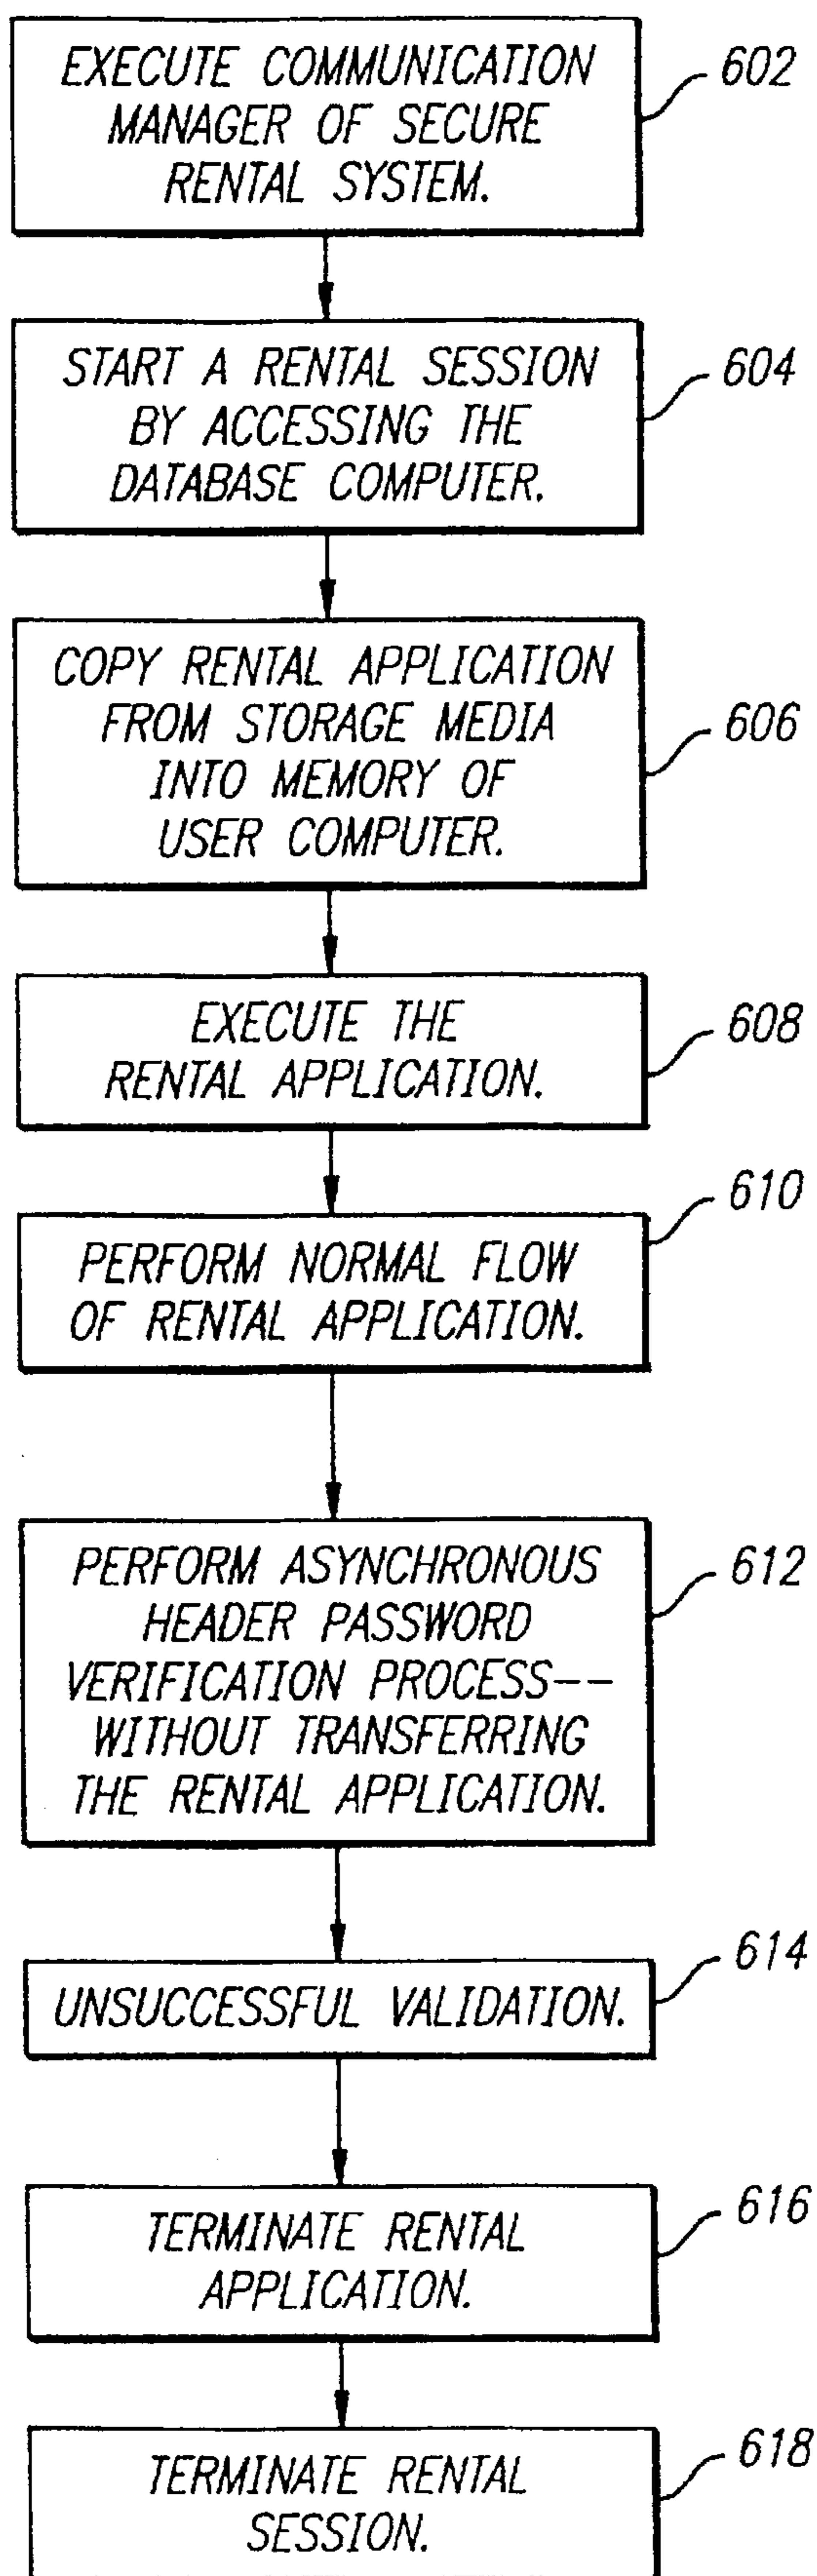 EXECUTE COMMUNICATION
MANAGER OF SECURE
RENTAL SYSTEM.
602
START A RENTAL SESSION
BY ACCESSING THE
DATABASE COMPUTER.
604
COPY RENTAL APPLICATION
FROM STORAGE MEDIA
INTO MEMORY OF
USER COMPUTER.
606
EXECUTE THE
RENTAL APPLICATION.
608
PERFORM NORMAL FLOW
OF RENTAL APPLICATION.
610
PERFORM ASYNCHRONOUS
HEADER PASSWORD
VERIFICATION PROCESS--
WITHOUT TRANSFERRING
THE RENTAL APPLICATION.
612
UNSUCCESSFUL VALIDATION.
614
TERMINATE RENTAL
APPLICATION.
616
TERMINATE RENTAL
SESSION.
618